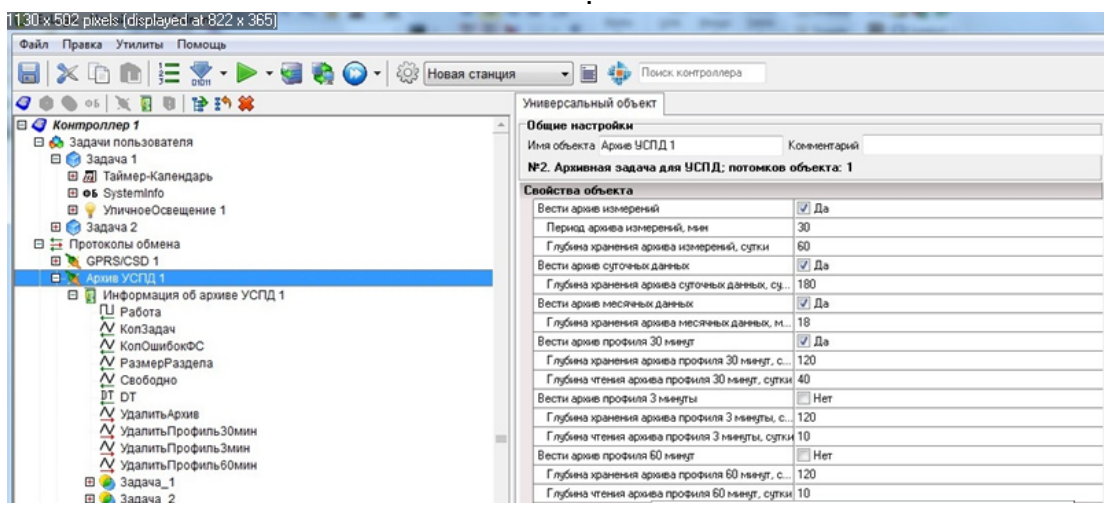 1130 x 502 pixels (displayed at 822 x 365)
Файл Правка Утилиты Помощь
Новая станция
Поиск контроллера
Контроллер 1
Задачи пользователя
Задача 1
Таймер-Календарь
ОБ SystemInfo
УличноеОсвещение 1
Задача 2
Протоколы обмена
GPRS/CSD 1
Архив УСПД 1
Информация об архиве УСПД 1
Работа
КолЗадач
КолОшибокФС
РазмерРаздела
Свободно
DT DT
УдалитьАрхив
УдалитьПрофиль30мин
УдалитьПрофиль3мин
УдалитьПрофиль60мин
Задача_1
Задача_2
Универсальный объект
Общие настройки
Имя объекта Архив УСПД 1 Комментарий
№2. Архивная задача для УСПД; потомков объекта: 1
Свойства объекта
Вести архив измерений Да
Период архива измерений, мин 30
Глубина хранения архива измерений, сутки 60
Вести архив суточных данных Да
Глубина хранения архива суточных данных, су... 180
Вести архив месячных данных Да
Глубина хранения архива месячных данных, м... 18
Вести архив профиля 30 минут Да
Глубина хранения архива профиля 30 минут, с... 120
Глубина чтения архива профиля 30 минут, сутки 40
Вести архив профиля 3 минуты Нет
Глубина хранения архива профиля 3 минуты, с... 120
Глубина чтения архива профиля 3 минуты, сутки 10
Вести архив профиля 60 минут Нет
Глубина хранения архива профиля 60 минут, с... 120
Глубина чтения архива профиля 60 минут, сутки 10